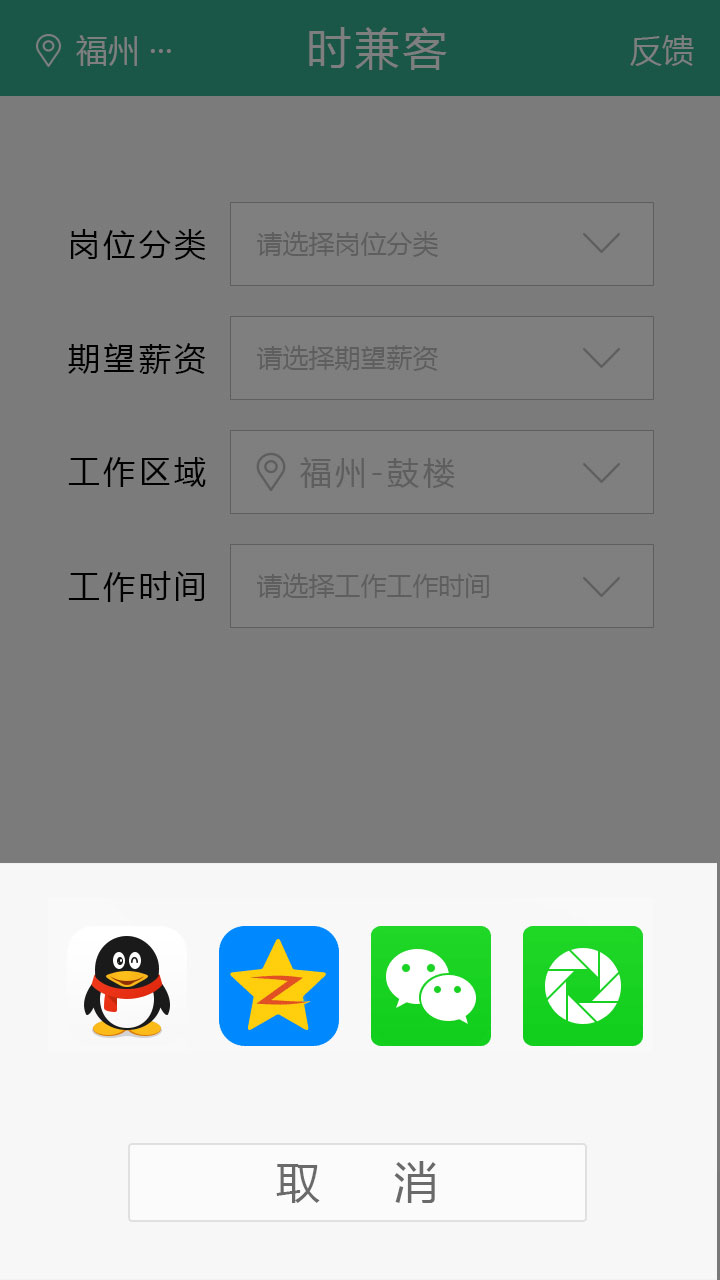 福州 ···
时兼客
反馈
岗位分类
请选择岗位分类
期望薪资
请选择期望薪资
工作区域
福州-鼓楼
工作时间
请选择工作工作时间
取 消